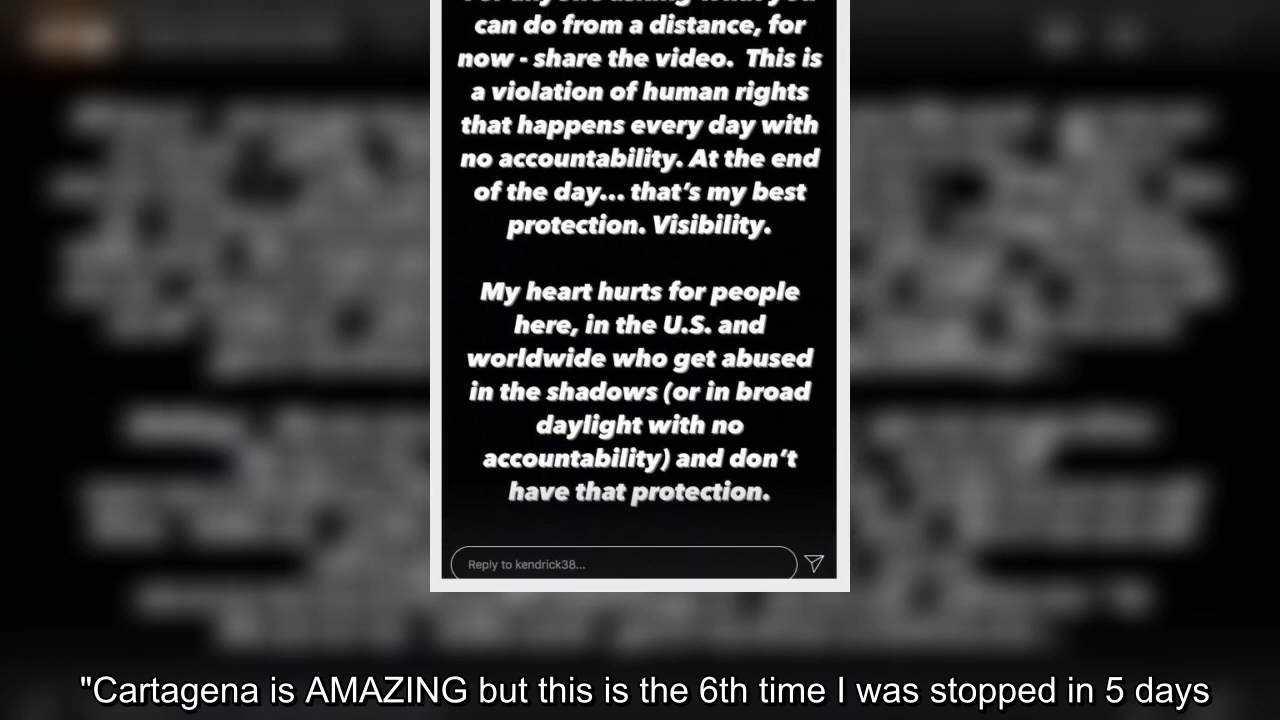 can do from a distance, for
now - share the video. This is
a violation of human rights
that happens every day with
no accountability. At the end
of the day... that's my best
protection. Visibility.
My heart hurts for people
here, in the U.S. and
worldwide who get abused
in the shadows (or in broad
daylight with no
accountability) and don't
have that protection.
Reply to kendrick38...
"Cartagena is AMAZING but this is the 6th time I was stopped in 5 days